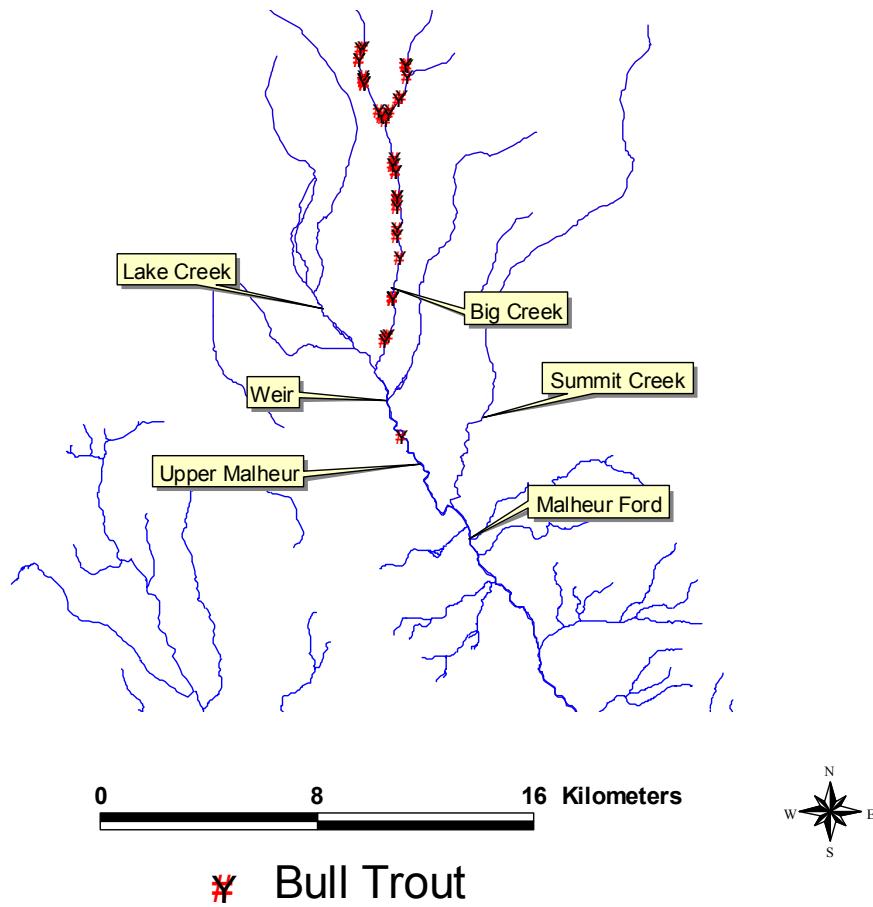 Lake Creek
Big Creek
Weir
Summit Creek
Upper Malheur
Malheur Ford
0 8 16 Kilometers
N
W E
S
Bull Trout